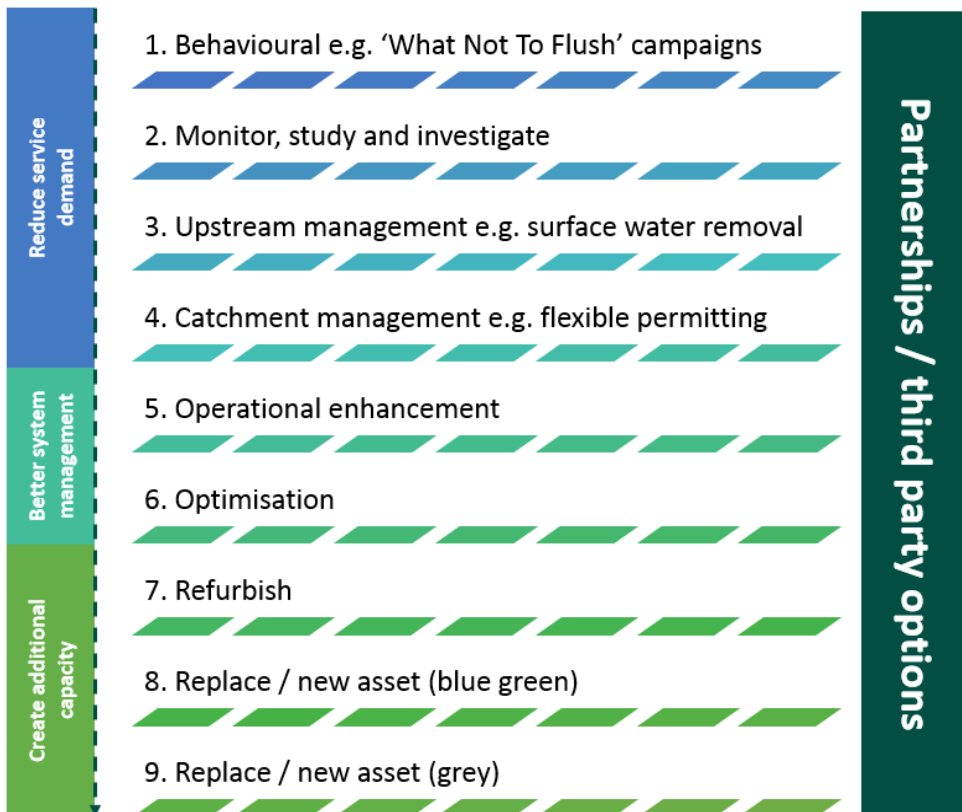 Reduce service
demand
1. Behavioural e.g. ‘What Not To Flush’ campaigns
2. Monitor, study and investigate
3. Upstream management e.g. surface water removal
4. Catchment management e.g. flexible permitting
Better system
management
5. Operational enhancement
6. Optimisation
Create additional
capacity
7. Refurbish
8. Replace / new asset (blue green)
9. Replace / new asset (grey)
Partnerships / third party options